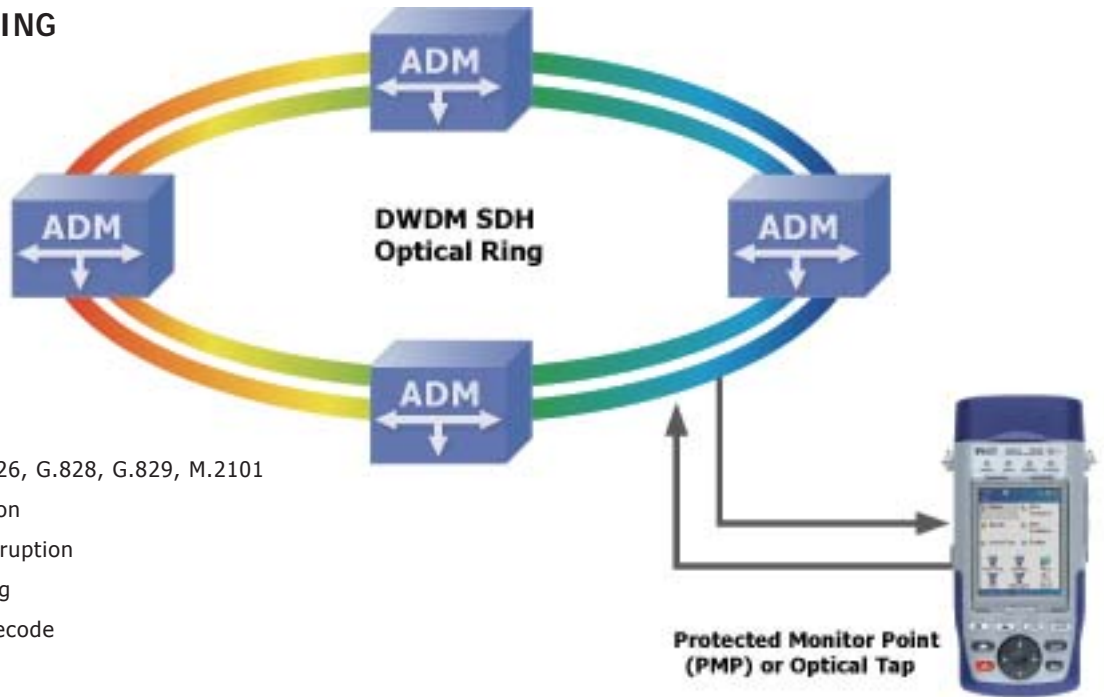 ING
ADM
ADM
DWDM SDH
Optical Ring
ADM
ADM
26, G.828, G.829, M.2101
on
ruption
g
ecode
Protected Monitor Point
(PMP) or Optical Tap